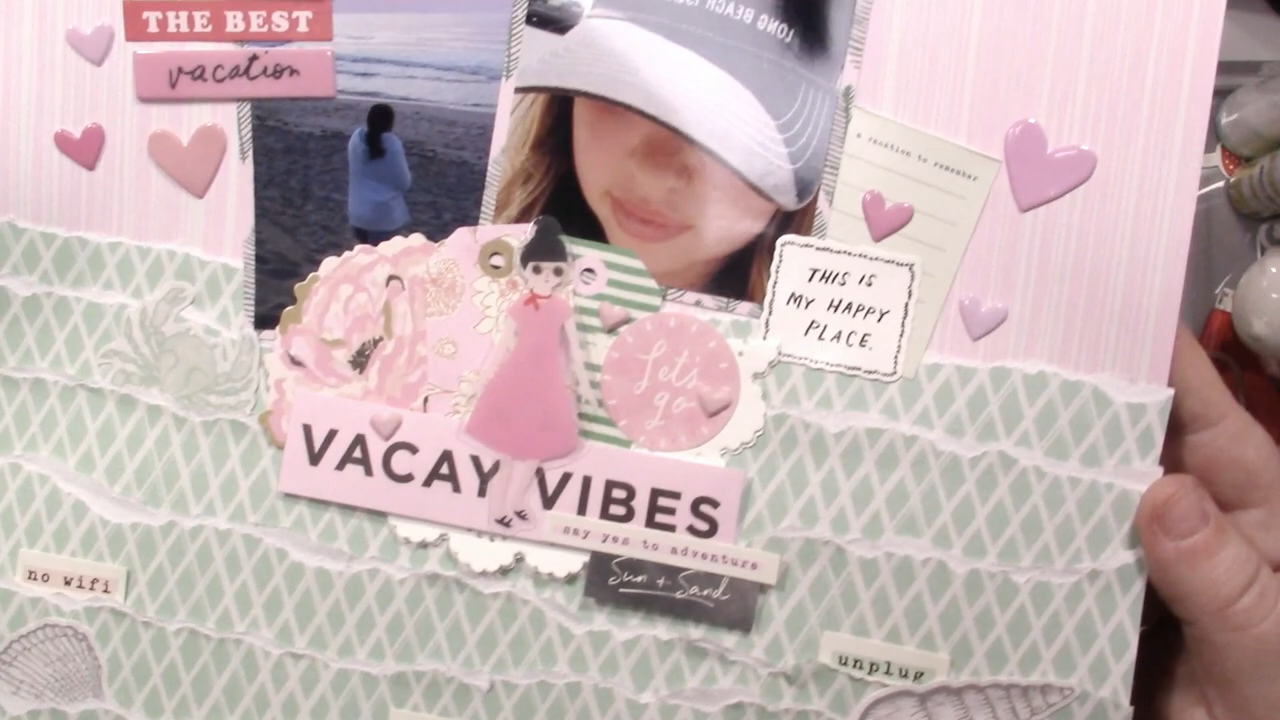 THE BEST
vacation
LONG BEACH
a vacation to remember
THIS IS
MY HAPPY
PLACE.
Let's
go
VACAY VIBES
say yes to adventure
Sun + Sand
no wifi
unplug